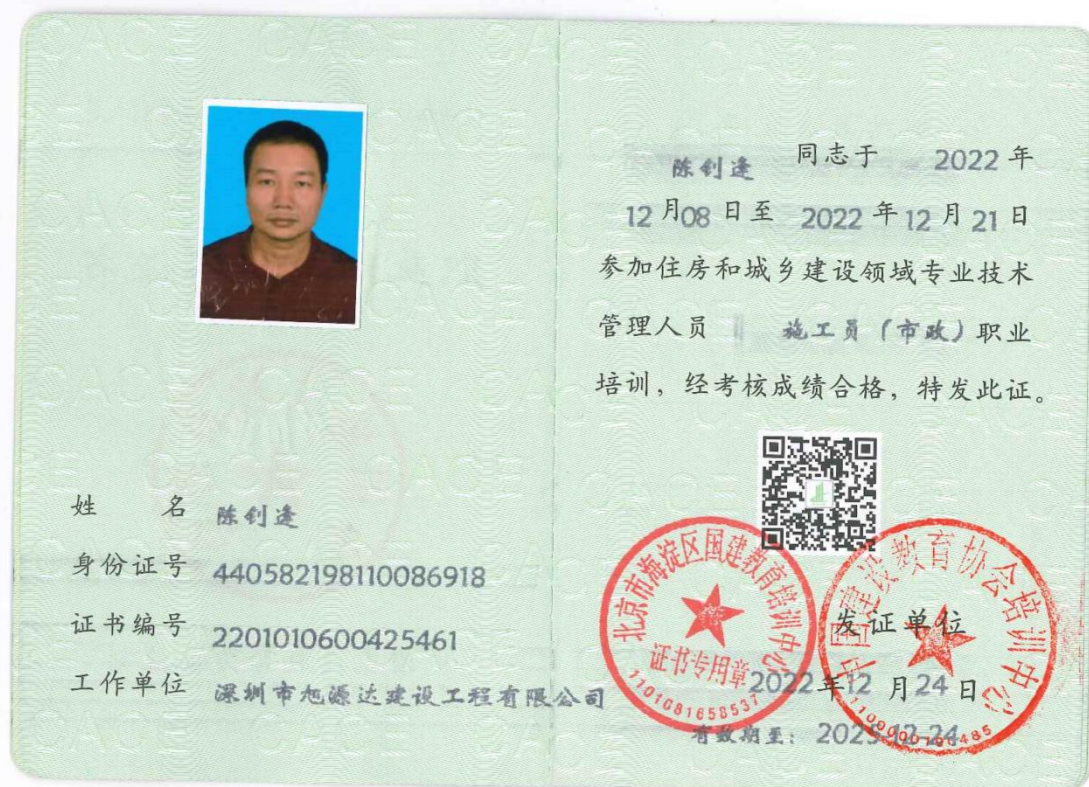 陈钊逢 同志于 2022 年
12 月 08 日至 2022 年 12 月 21 日
参加住房和城乡建设领域专业技术
管理人员 施工员（市政）职业
培训，经考核成绩合格，特发此证。
姓 名 陈钊逢
身份证号 440582198110086918
证书编号 2201010600425461
工作单位 深圳市旭源达建设工程有限公司
北京市海淀区国建教育培训中心
证书专用章
1101081658537
中国建设教育协会培训中心
发证单位
2022 年 12 月 24 日
有效期至：2025-12-24
CACE